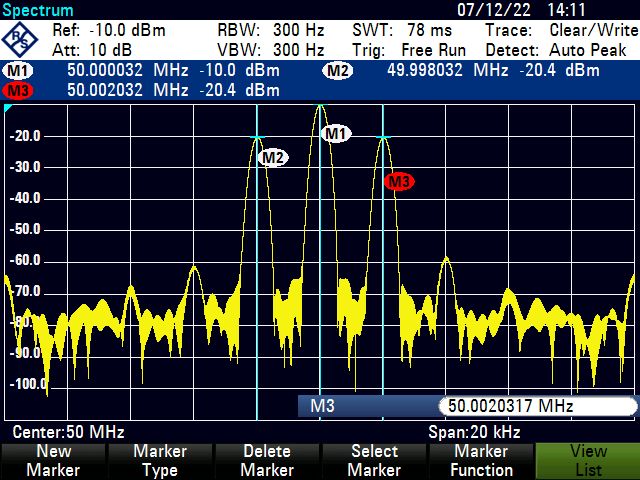 Spectrum 07/12/22 14:11
R S Ref: -10.0 dBm RBW: 300 Hz SWT: 78 ms Trace: Clear/Write
Att: 10 dB VBW: 300 Hz Trig: Free Run Detect: Auto Peak
M1 50.000032 MHz -10.0 dBm M2 49.998032 MHz -20.4 dBm
M3 50.002032 MHz -20.4 dBm
-20.0 M1
M2
-30.0
M3
-40.0
-50.0
-60.0
-70.0
-80.0
-90.0
-100.0
M3 50.0020317 MHz
Center:50 MHz Span:20 kHz
New Marker Delete Select Marker View
Marker Type Marker Marker Function List